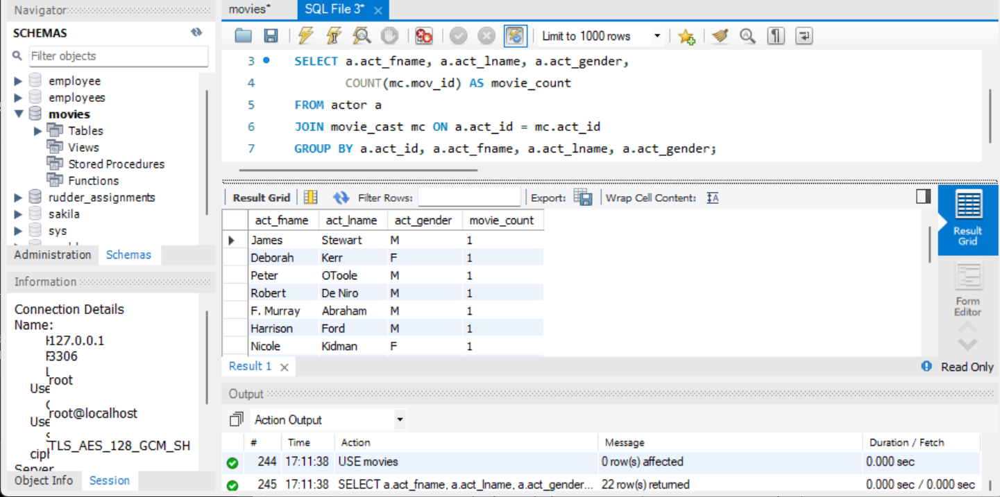 Navigator
SCHEMAS
Filter objects
employee
employees
movies
Tables
Views
Stored Procedures
Functions
rudder_assignments
sakila
sys
Administration Schemas
Information
Connection Details
Name:
127.0.0.1
3306
root
Use
root@localhost
Use
TLS_AES_128_GCM_SH
Server
Object Info Session
movies* SQL File 3*
Limit to 1000 rows
3 SELECT a.act_fname, a.act_lname, a.act_gender,
4 COUNT(mc.mov_id) AS movie_count
5 FROM actor a
6 JOIN movie_cast mc ON a.act_id = mc.act_id
7 GROUP BY a.act_id, a.act_fname, a.act_lname, a.act_gender;
Result Grid Filter Rows: Export: Wrap Cell Content:
act_fname act_lname act_gender movie_count
James Stewart M 1
Deborah Kerr F 1
Peter OToole M 1
Robert De Niro M 1
F. Murray Abraham M 1
Harrison Ford M 1
Nicole Kidman F 1
Result Grid
Form Editor
Result 1 Read Only
Output
Action Output
# Time Action Message Duration / Fetch
244 17:11:38 USE movies 0 row(s) affected 0.000 sec
245 17:11:38 SELECT a.act_fname, a.act_lname, a.act_gender... 22 row(s) returned 0.000 sec / 0.000 sec